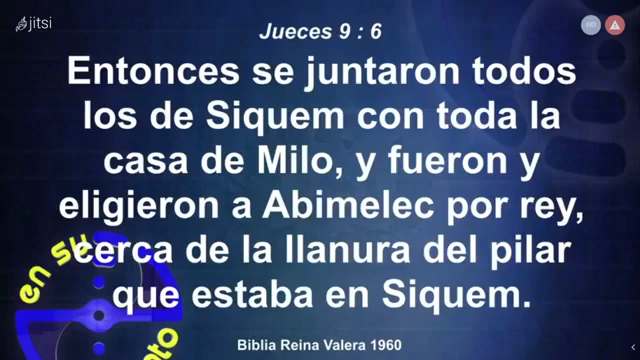 jitsi
HR
Jueces 9 : 6
Entonces se juntaron todos
los de Siquem con toda la
casa de Milo, y fueron y
eligieron a Abimelec por rey,
cerca de la llanura del pilar
que estaba en Siquem.
en su
Biblia Reina Valera 1960